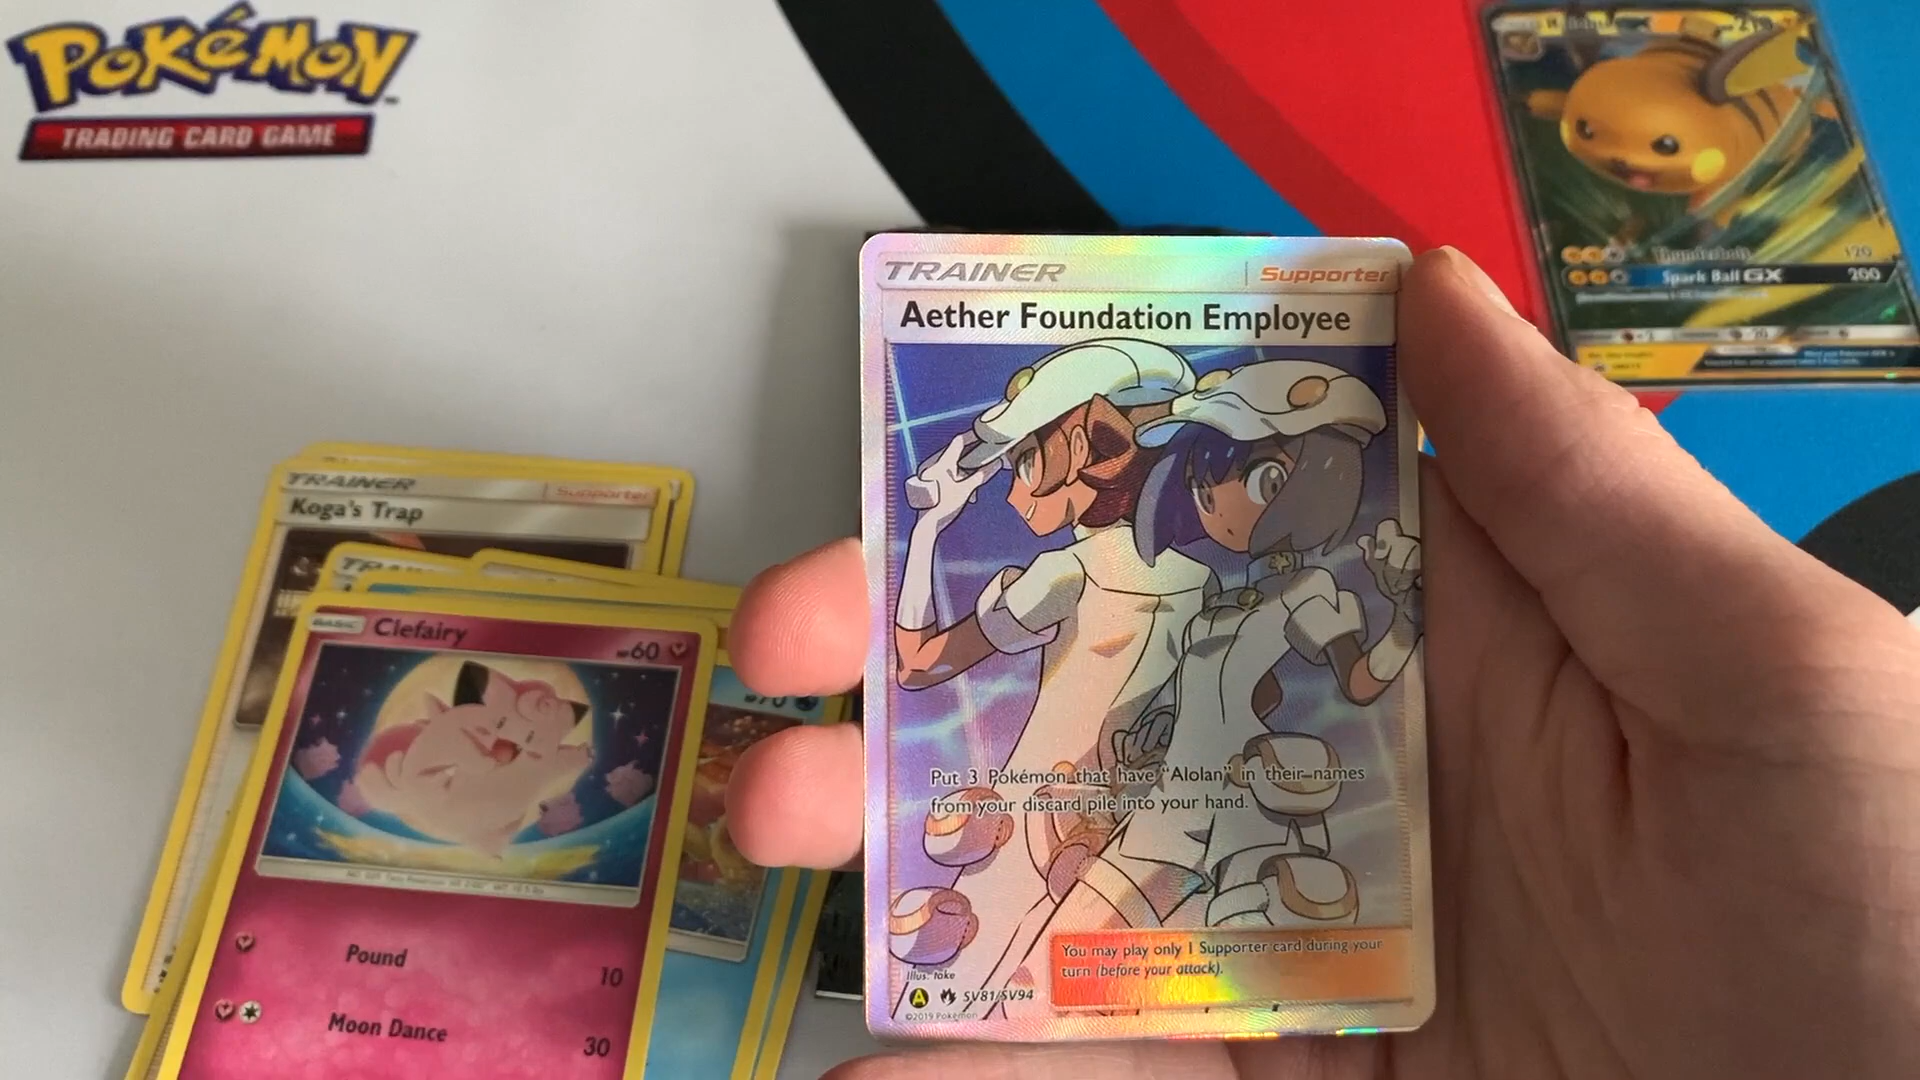 POKéMON
TRADING CARD GAME
Thunderbolt 120
Spark Ball GX 200
TRAINER Supporter
Aether Foundation Employee
Put 3 Pokémon that have “Alolan” in their names
from your discard pile into your hand.
You may play only 1 Supporter card during your
turn (before your attack).
Illus. take
A SV81/SV94
©2019 Pokémon
TRAINER Supporter
Koga's Trap
BASIC Clefairy HP60
Pound 10
Moon Dance 30